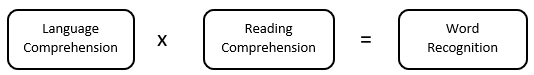 Language
Comprehension
x
Reading
Comprehension
=
Word
Recognition